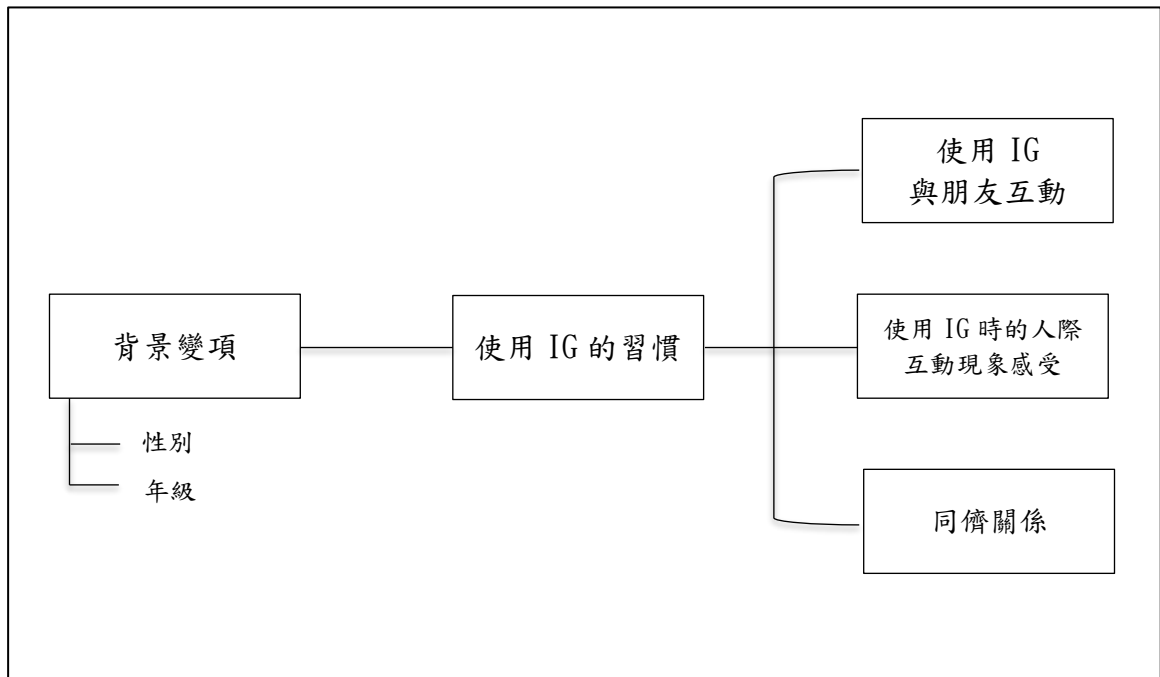 背景變項
性別
年級
使用 IG 的習慣
使用 IG
與朋友互動
使用 IG 時的人際
互動現象感受
同儕關係